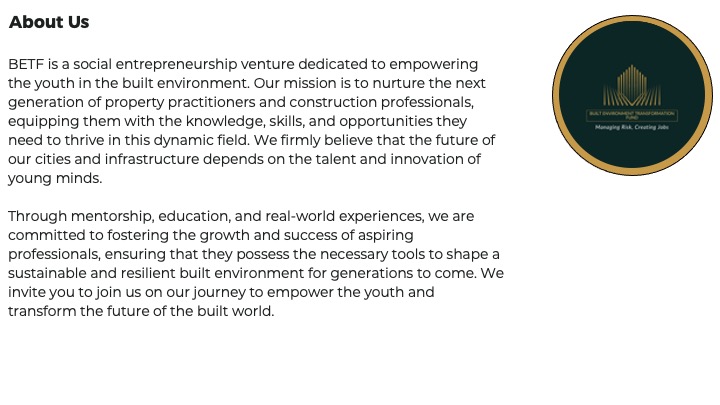 About Us
BETF is a social entrepreneurship venture dedicated to empowering
the youth in the built environment. Our mission is to nurture the next
generation of property practitioners and construction professionals,
equipping them with the knowledge, skills, and opportunities they
need to thrive in this dynamic field. We firmly believe that the future of
our cities and infrastructure depends on the talent and innovation of
young minds.
Through mentorship, education, and real-world experiences, we are
committed to fostering the growth and success of aspiring
professionals, ensuring that they possess the necessary tools to shape a
sustainable and resilient built environment for generations to come. We
invite you to join us on our journey to empower the youth and
transform the future of the built world.
BUILT ENVIRONMENT TRANSFORMATION
FUND
Managing Risk, Creating Jobs